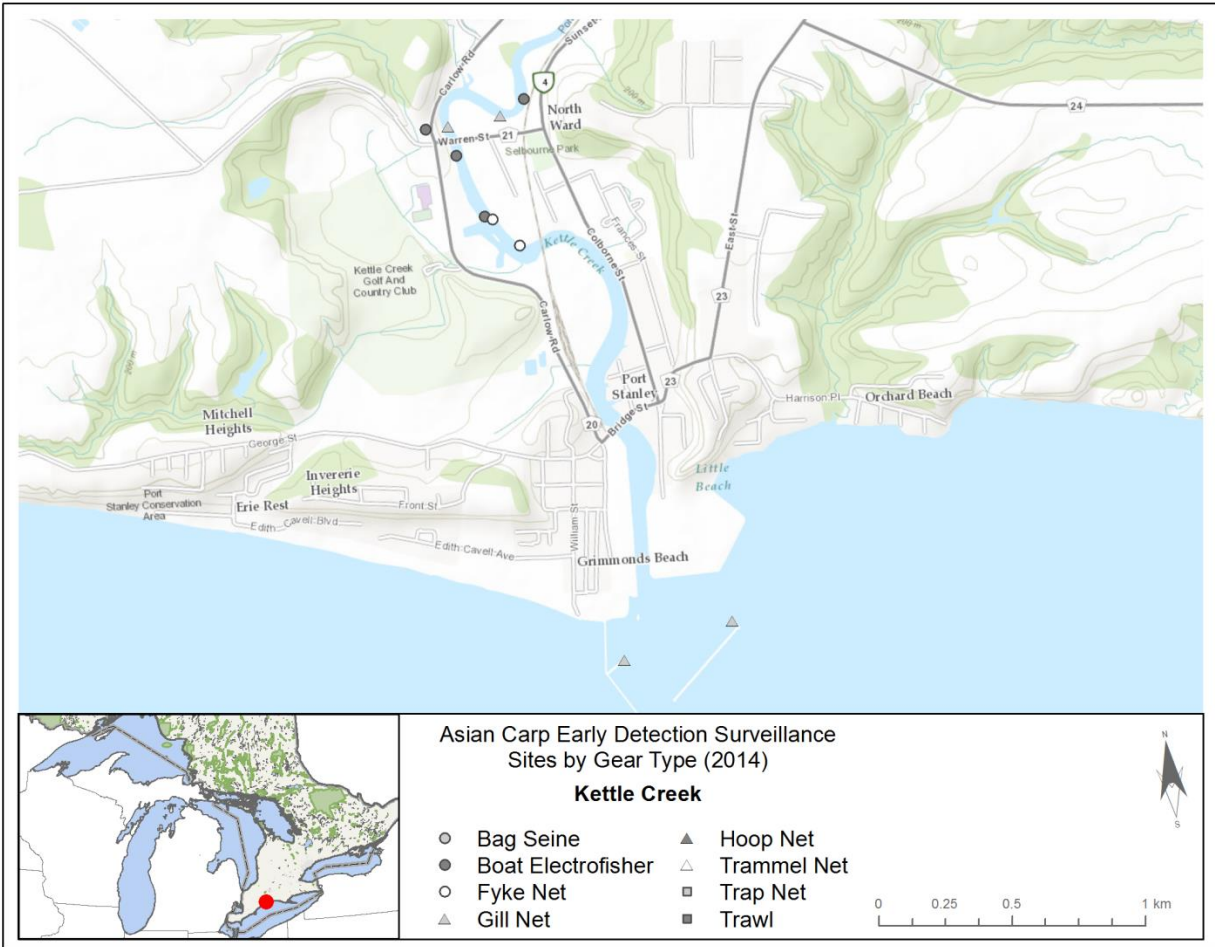 Carlow Rd
Sunset
4
North
Ward
24
Warren St
21
Selbourne Park
Frances St
Colborne St
East St
Kettle Creek
Kettle Creek
Golf And
Country Club
23
Carlow Rd
200 m
200 m
Port
Stanley
23
Harrison Pl
Orchard Beach
Mitchell
Heights
20
Bridge St
George St
Little
Beach
Invererie
Heights
Port
Stanley Conservation
Area
Erie Rest
Front St
Edith Cavell Blvd
William St
Edith Cavell Ave
Grimmonds Beach
Asian Carp Early Detection Surveillance
Sites by Gear Type (2014)
Kettle Creek
Bag Seine
Boat Electrofisher
Fyke Net
Gill Net
Hoop Net
Trammel Net
Trap Net
Trawl
N
S
0 0.25 0.5 1 km